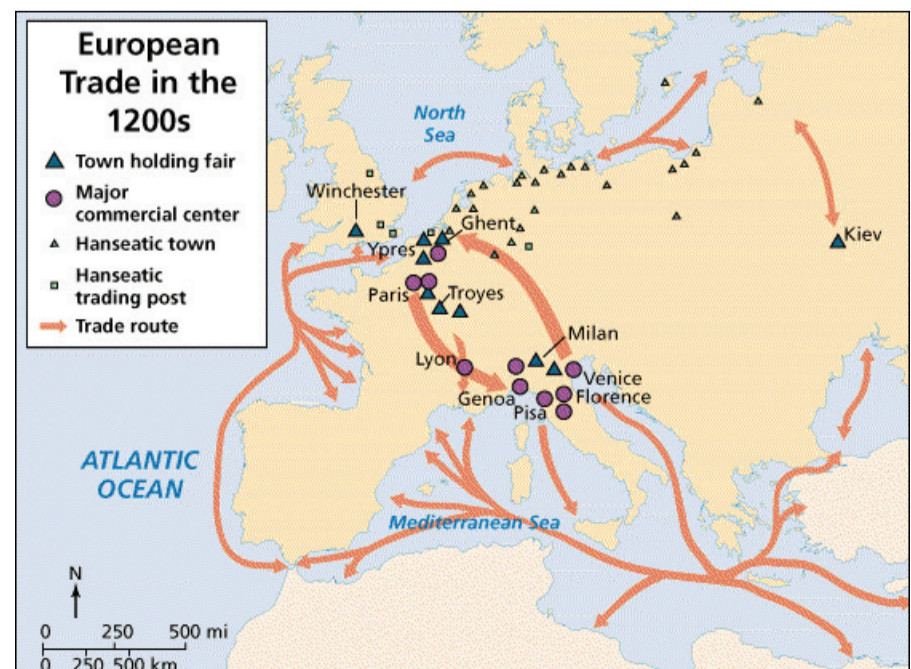 European
Trade in the
1200s
Town holding fair
Major
commercial center
Hanseatic town
Hanseatic
trading post
Trade route
North
Sea
Winchester
Ghent
Ypres
Kiev
Paris
Troyes
Milan
Lyon
Venice
Genoa
Florence
Pisa
ATLANTIC
OCEAN
Mediterranean Sea
N
0 250 500 mi
0 250 500 km